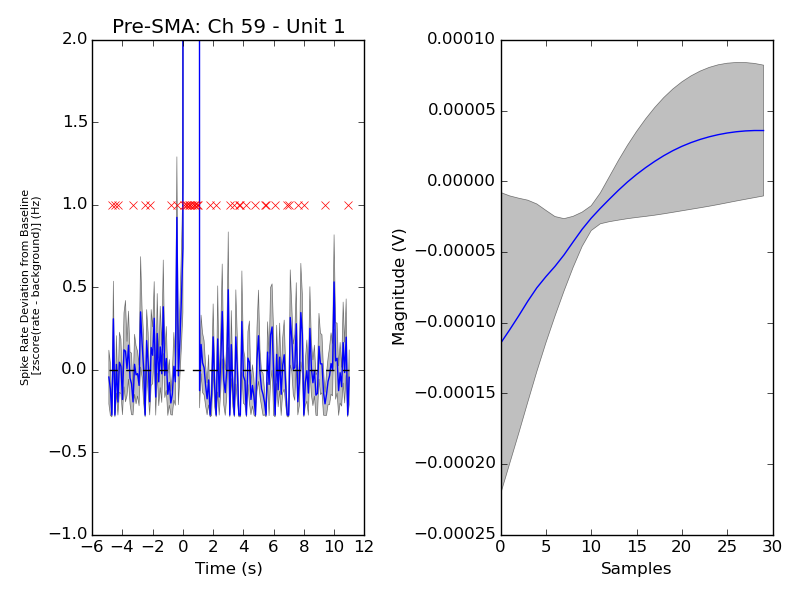 Pre-SMA: Ch 59 - Unit 1
Spike Rate Deviation from Baseline
[zscore(rate - background)] (Hz)
2.0
1.5
1.0
0.5
0.0
−0.5
−1.0
−6 −4 −2 0 2 4 6 8 10 12
Time (s)
Magnitude (V)
0.00010
0.00005
0.00000
−0.00005
−0.00010
−0.00015
−0.00020
−0.00025
0 5 10 15 20 25 30
Samples